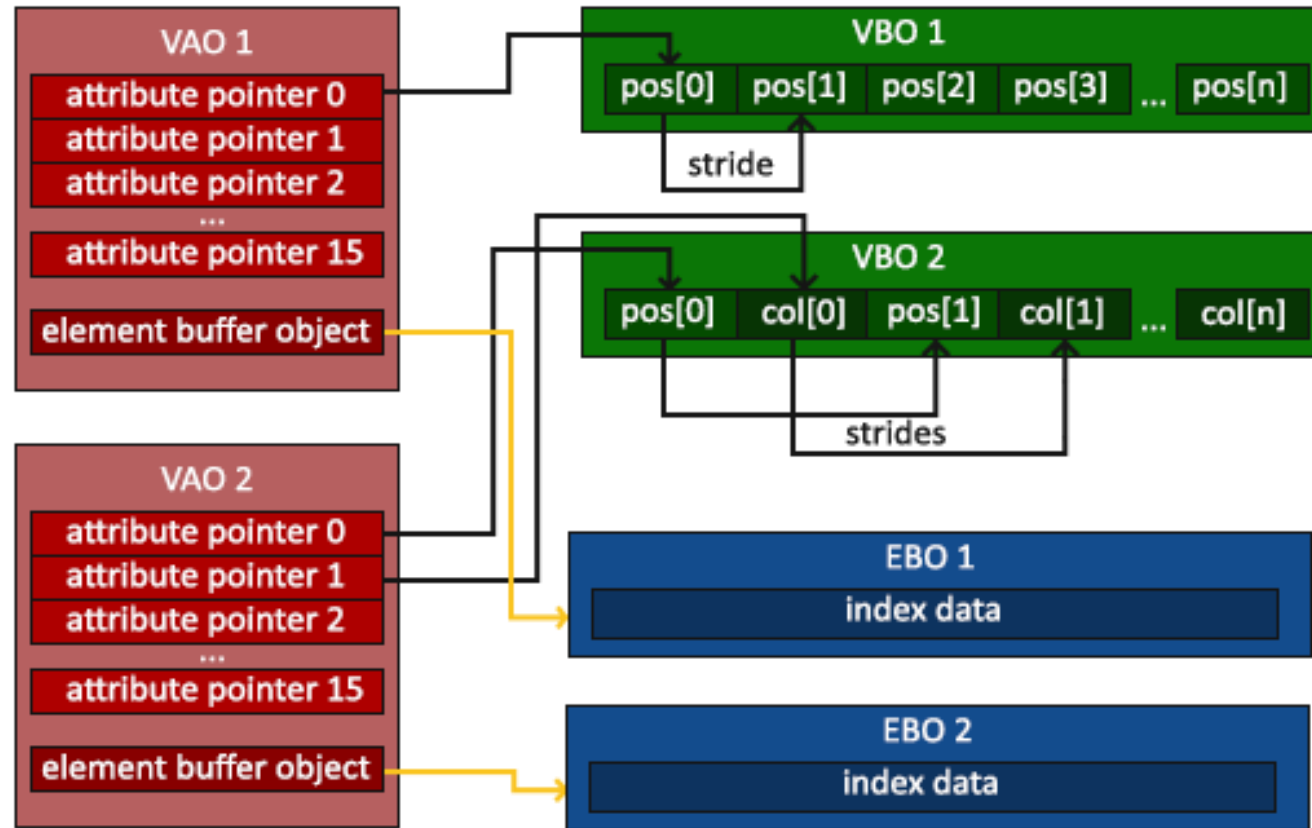 VAO 1
attribute pointer 0
attribute pointer 1
attribute pointer 2
...
attribute pointer 15
element buffer object
VBO 1
pos[0] pos[1] pos[2] pos[3] ... pos[n]
stride
VBO 2
pos[0] col[0] pos[1] col[1] ... col[n]
strides
VAO 2
attribute pointer 0
attribute pointer 1
attribute pointer 2
...
attribute pointer 15
element buffer object
EBO 1
index data
EBO 2
index data